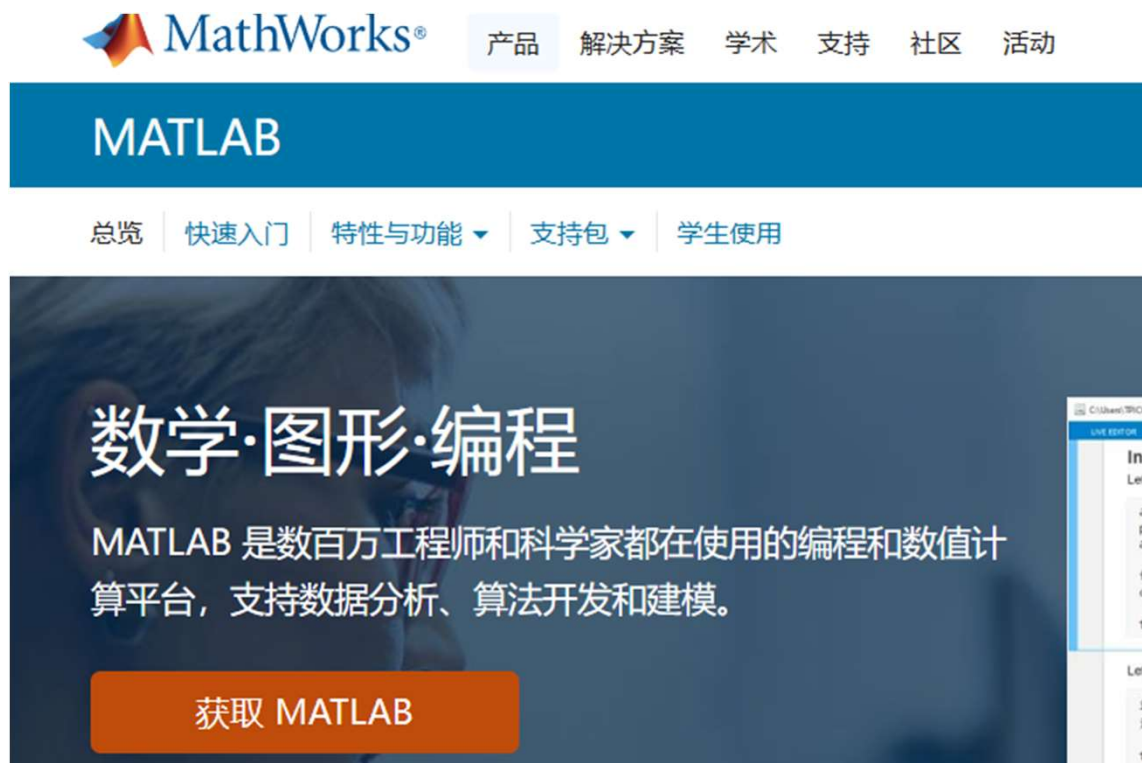 MathWorks® 产品 解决方案 学术 支持 社区 活动
MATLAB
总览 快速入门 特性与功能 支持包 学生使用
数学·图形·编程
MATLAB 是数百万工程师和科学家都在使用的编程和数值计
算平台，支持数据分析、算法开发和建模。
获取 MATLAB
LIVE EDITOR